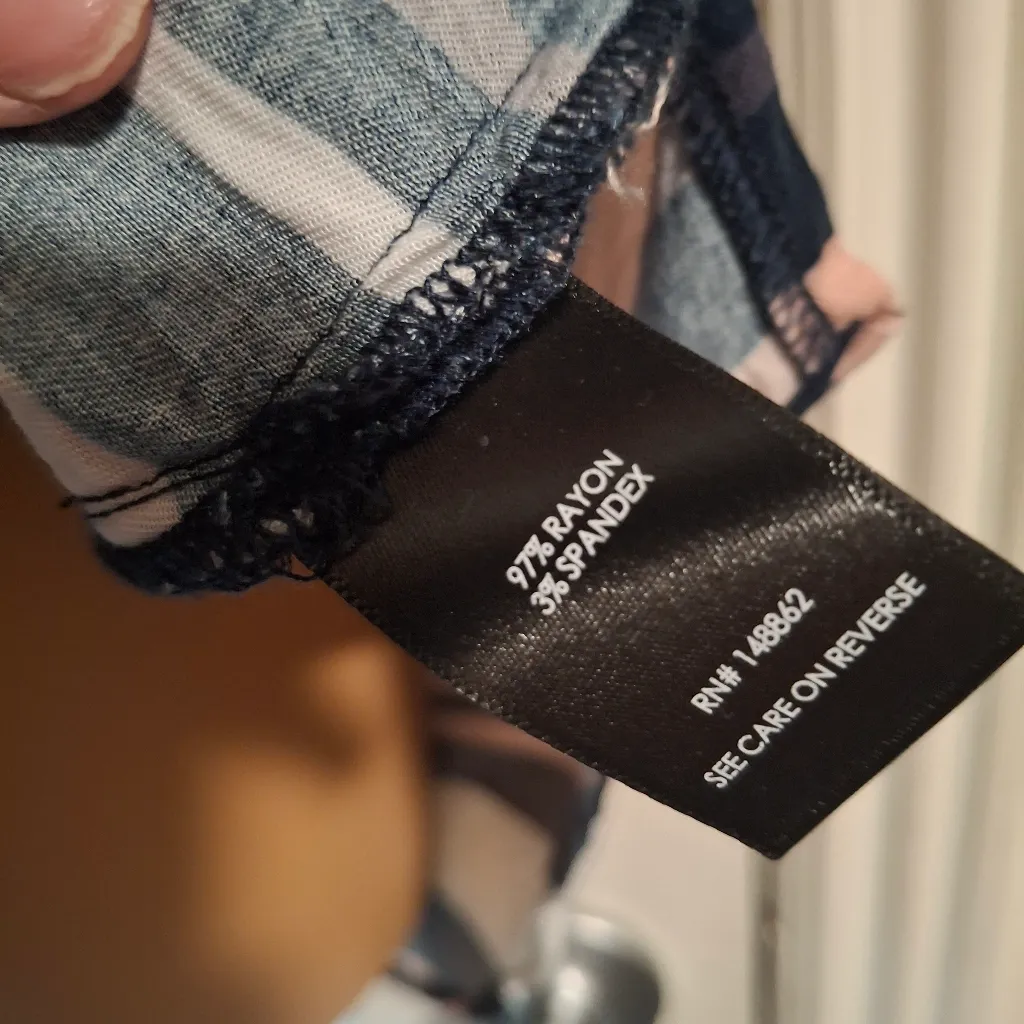 97% RAYON
3% SPANDEX
RN# 148862
SEE CARE ON REVERSE